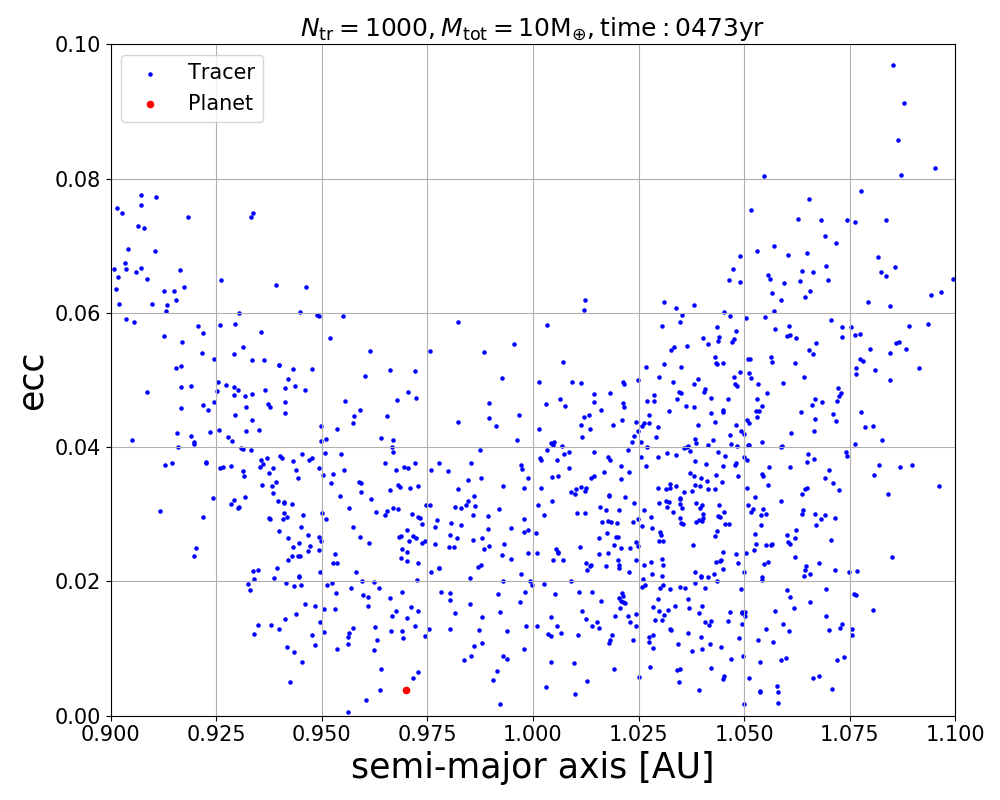 N_tr = 1000, M_tot = 10M_⊕, time : 0473yr
Tracer
Planet
0.10
0.08
0.06
0.04
0.02
0.00
ecc
0.900 0.925 0.950 0.975 1.000 1.025 1.050 1.075 1.100
semi-major axis [AU]